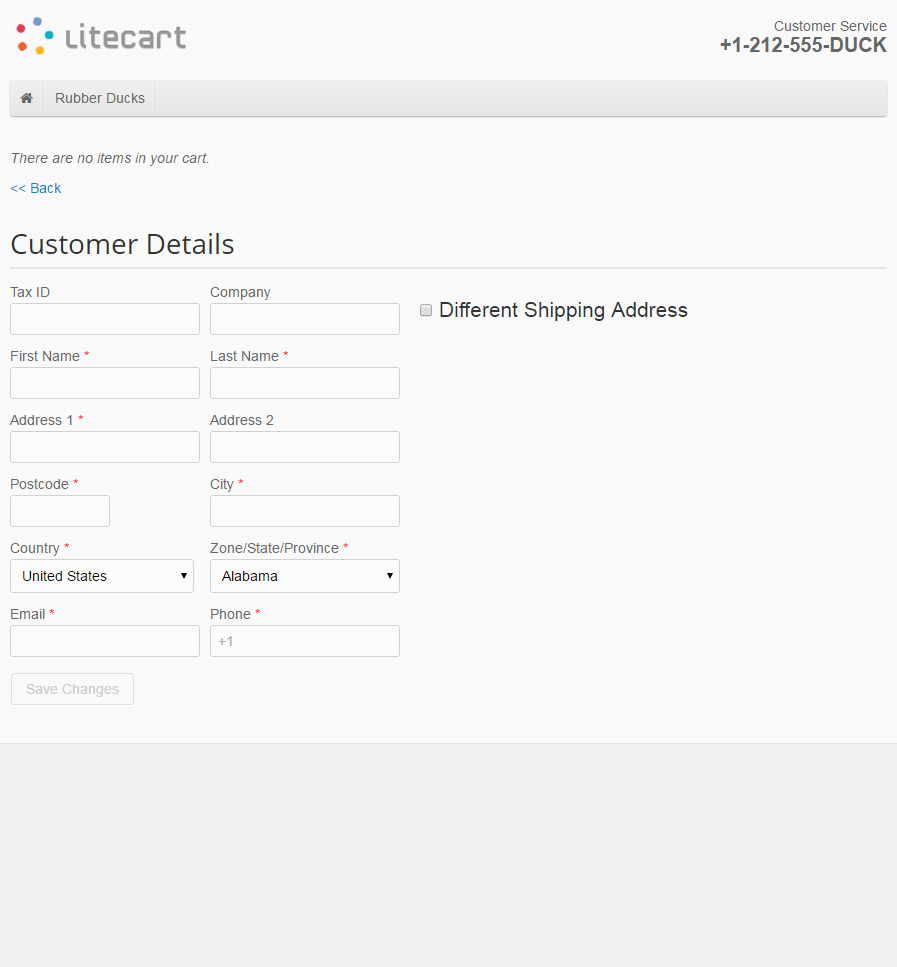 litecart
Customer Service
+1-212-555-DUCK
Rubber Ducks
There are no items in your cart.
<< Back
Customer Details
Tax ID Company
Different Shipping Address
First Name * Last Name *
Address 1 * Address 2
Postcode * City *
Country * Zone/State/Province *
United States Alabama
Email * Phone *
+1
Save Changes